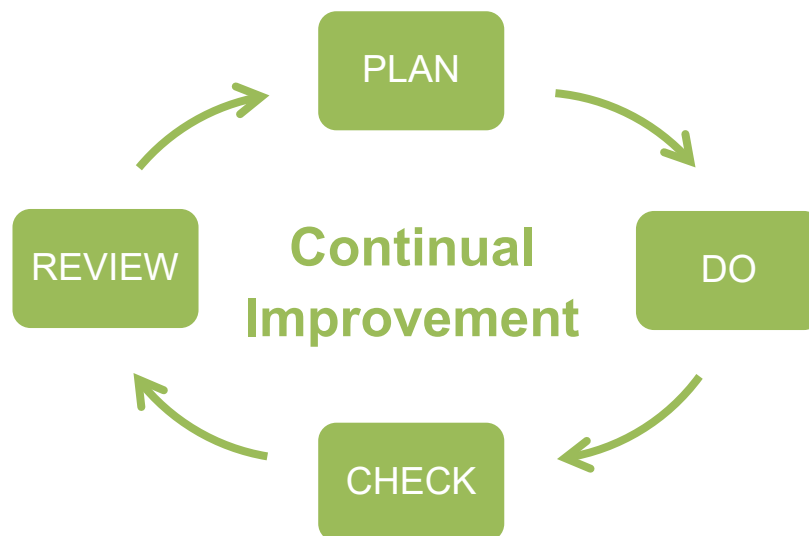 PLAN
REVIEW
Continual
Improvement
DO
CHECK